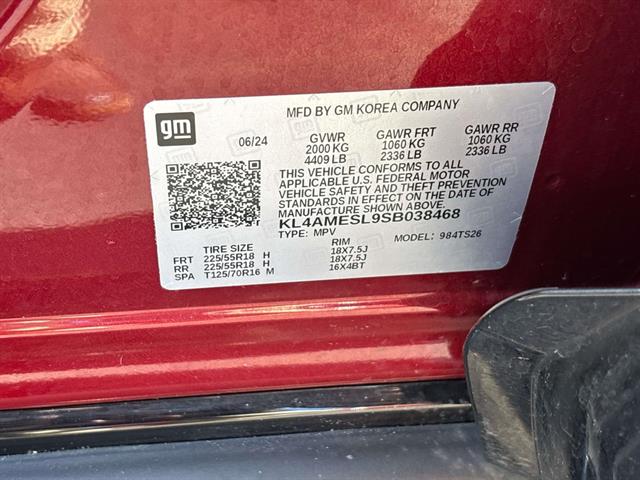 gm
MFD BY GM KOREA COMPANY
06/24 GVWR GAWR FRT GAWR RR
2000 KG 1060 KG 1060 KG
4409 LB 2336 LB 2336 LB
THIS VEHICLE CONFORMS TO ALL
APPLICABLE U.S. FEDERAL MOTOR
VEHICLE SAFETY AND THEFT PREVENTION
STANDARDS IN EFFECT ON THE DATE OF
MANUFACTURE SHOWN ABOVE.
KL4AMESL9SB038468
TYPE: MPV MODEL: 984TS26
TIRE SIZE RIM
FRT 225/55R18 H 18X7.5J
RR 225/55R18 H 18X7.5J
SPA T125/70R16 M 16X4BT